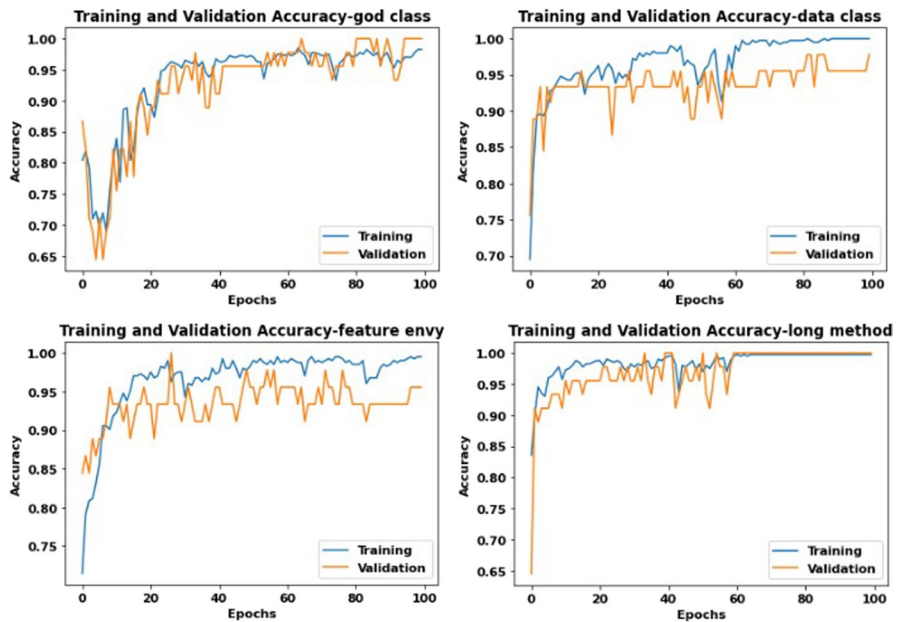 Training and Validation Accuracy-god class
1.00
0.95
0.90
0.85
0.80
0.75
0.70
0.65
Accuracy
0 20 40 60 80 100
Epochs
Training
Validation
Training and Validation Accuracy-data class
1.00
0.95
0.90
0.85
0.80
0.75
0.70
Accuracy
0 20 40 60 80 100
Epochs
Training
Validation
Training and Validation Accuracy-feature envy
1.00
0.95
0.90
0.85
0.80
0.75
Accuracy
0 20 40 60 80 100
Epochs
Training
Validation
Training and Validation Accuracy-long method
1.00
0.95
0.90
0.85
0.80
0.75
0.70
0.65
Accuracy
0 20 40 60 80 100
Epochs
Training
Validation